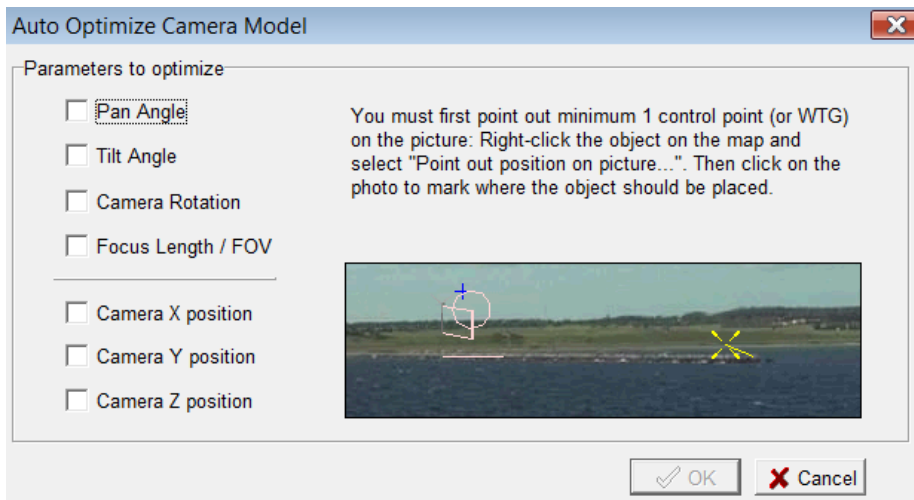 Auto Optimize Camera Model
Parameters to optimize
Pan Angle
Tilt Angle
Camera Rotation
Focus Length / FOV
Camera X position
Camera Y position
Camera Z position
You must first point out minimum 1 control point (or WTG)
on the picture: Right-click the object on the map and
select "Point out position on picture...". Then click on the
photo to mark where the object should be placed.
OK
Cancel